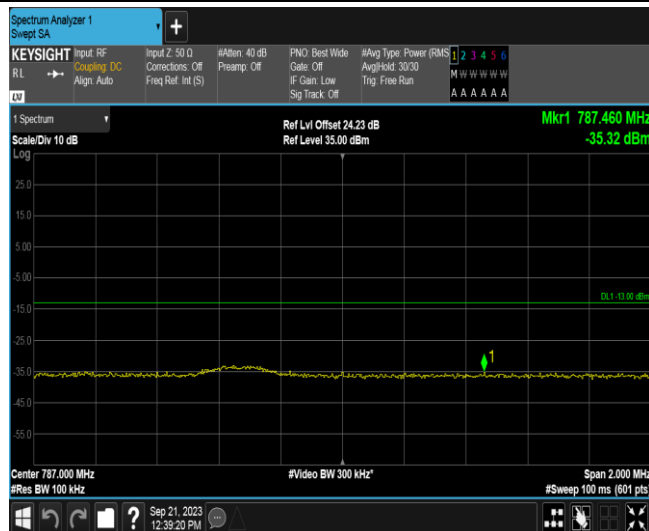 Spectrum Analyzer 1
Swept SA
+
KEYSIGHT
RL
LXI
Input: RF
Coupling: DC
Align: Auto
Input Z: 50 Ω
Corrections: Off
Freq Ref: Int (S)
#Atten: 40 dB
Preamp: Off
PNO: Best Wide
Gate: Off
IF Gain: Low
Sig Track: Off
#Avg Type: Power (RMS
Avg|Hold: 30/30
Trig: Free Run
1 2 3 4 5 6
M W W W W W
A A A A A A
1 Spectrum
Scale/Div 10 dB
Log
Ref Lvl Offset 24.23 dB
Ref Level 35.00 dBm
Mkr1 787.460 MHz
-35.32 dBm
25.0
15.0
5.00
-5.00
DL1 -13.00 dBm
-15.0
-25.0
1
-35.0
-45.0
-55.0
Center 787.000 MHz
#Video BW 300 kHz*
Span 2.000 MHz
#Res BW 100 kHz
#Sweep 100 ms (601 pts)
?
Sep 21, 2023
12:39:20 PM